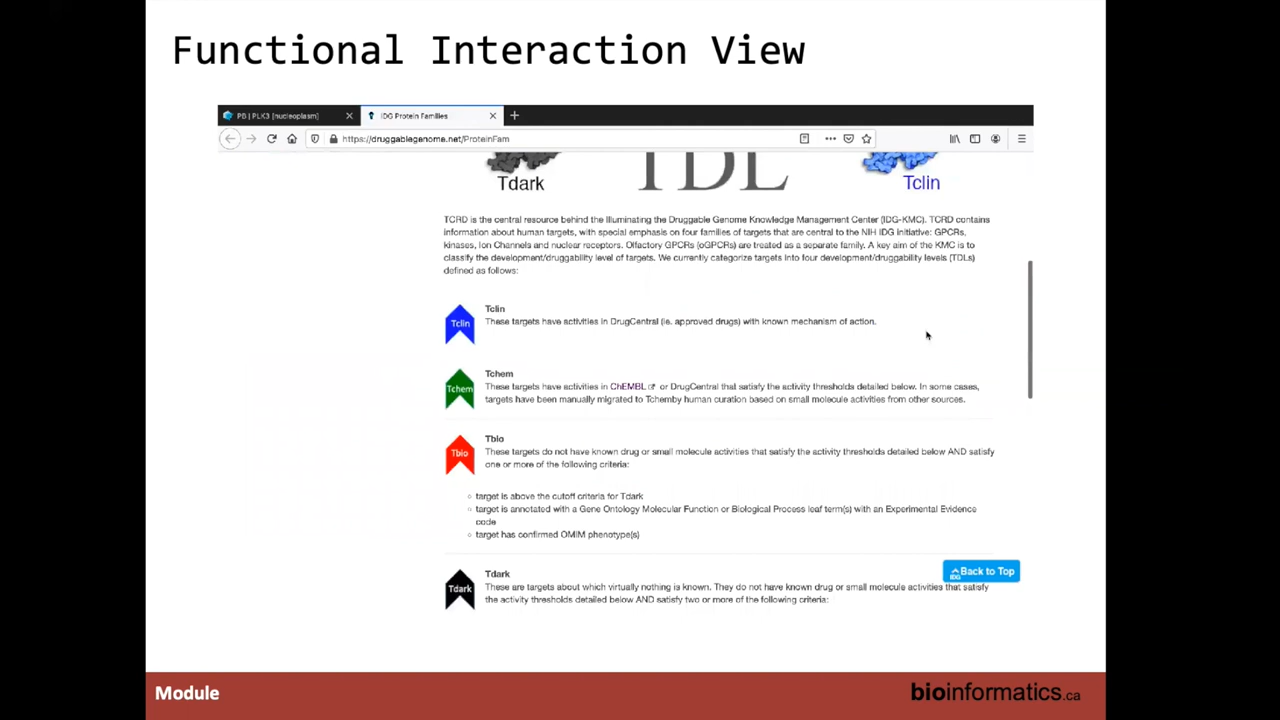 Functional Interaction View
PB | PLK3 [nucleoplasm]
IDG Protein Families
https://druggablegenome.net/ProteinFam
Tdark
TDL
Tclin
TCRD is the central resource behind the Illuminating the Druggable Genome Knowledge Management Center (IDG-KMC). TCRD contains
information about human targets, with special emphasis on four families of targets that are central to the NIH IDG initiative: GPCRs,
kinases, Ion Channels and nuclear receptors. Olfactory GPCRs (oGPCRs) are treated as a separate family. A key aim of the KMC is to
classify the development/druggability level of targets. We currently categorize targets into four development/druggability levels (TDLs)
defined as follows:
Tclin
Tclin
These targets have activities in DrugCentral (ie. approved drugs) with known mechanism of action.
Tchem
Tchem
These targets have activities in ChEMBL or DrugCentral that satisfy the activity thresholds detailed below. In some cases,
targets have been manually migrated to Tchemby human curation based on small molecule activities from other sources.
Tbio
Tbio
These targets do not have known drug or small molecule activities that satisfy the activity thresholds detailed below AND satisfy
one or more of the following criteria:
target is above the cutoff criteria for Tdark
target is annotated with a Gene Ontology Molecular Function or Biological Process leaf term(s) with an Experimental Evidence
code
target has confirmed OMIM phenotype(s)
Tdark
Tdark
These are targets about which virtually nothing is known. They do not have known drug or small molecule activities that satisfy
the activity thresholds detailed below AND satisfy two or more of the following criteria:
IDG Back to Top
Module
bioinformatics.ca